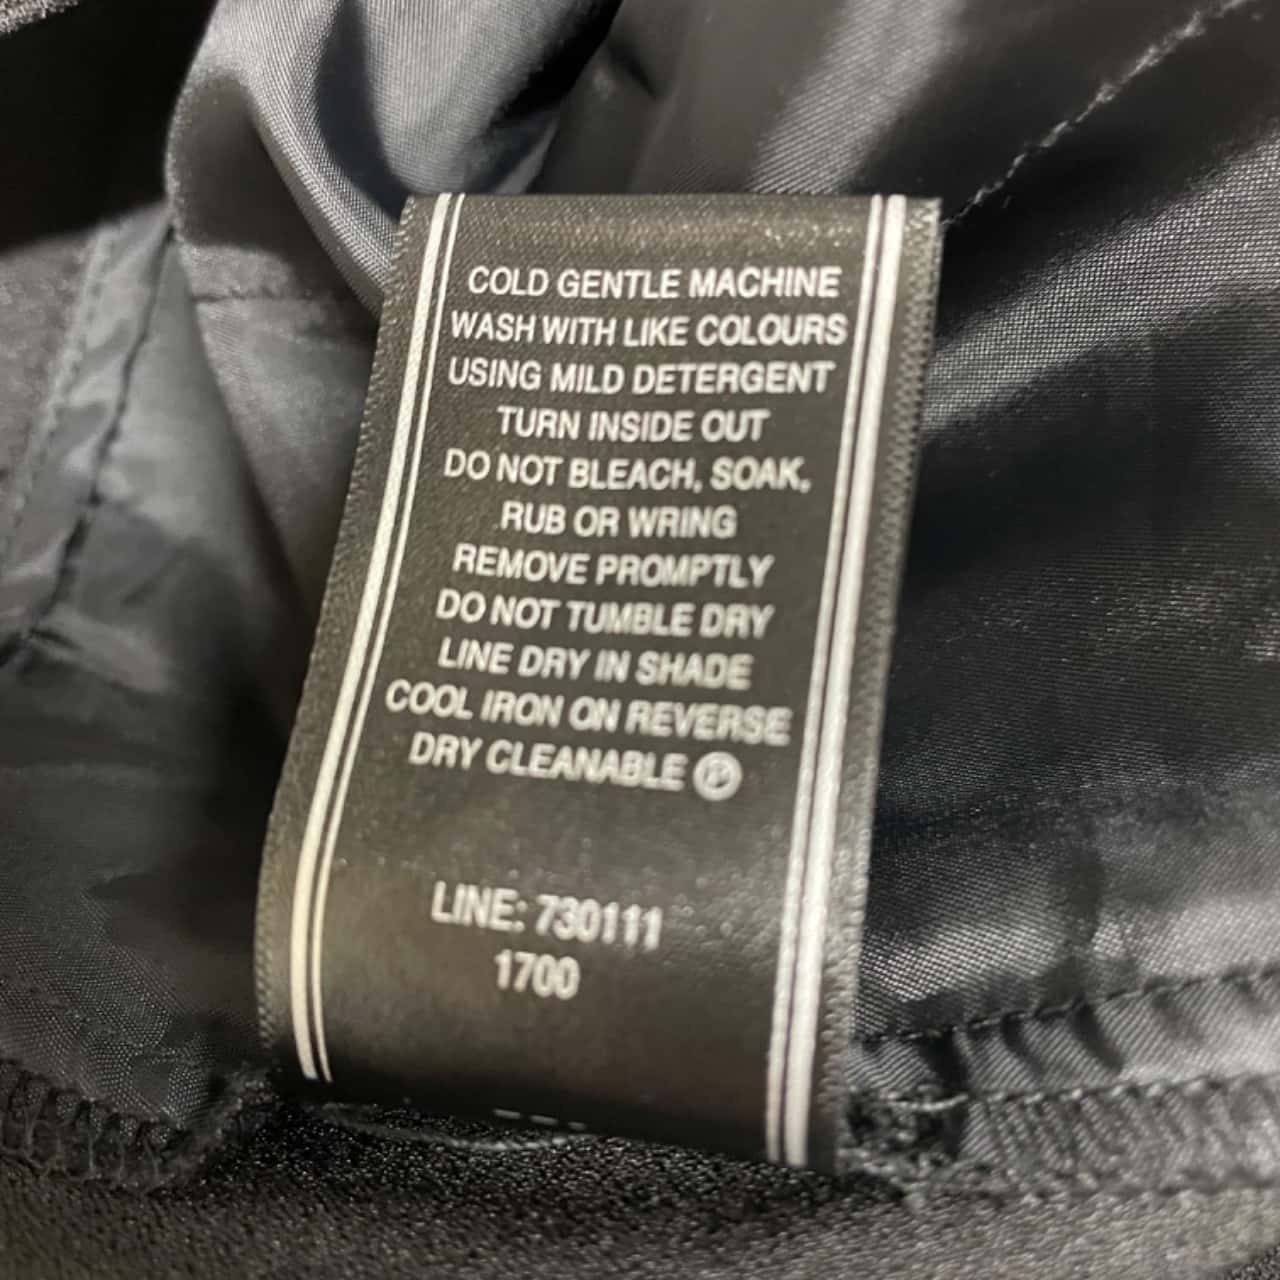 COLD GENTLE MACHINE
WASH WITH LIKE COLOURS
USING MILD DETERGENT
TURN INSIDE OUT
DO NOT BLEACH, SOAK,
RUB OR WRING
REMOVE PROMPTLY
DO NOT TUMBLE DRY
LINE DRY IN SHADE
COOL IRON ON REVERSE
DRY CLEANABLE Ⓟ
LINE: 730111
1700